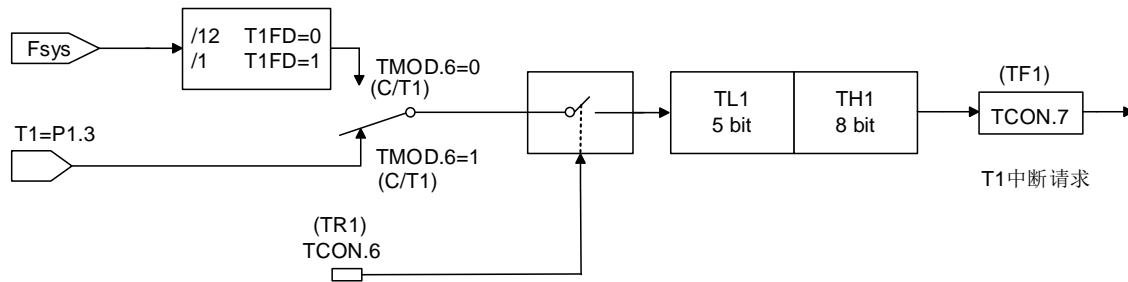 Fsys
/12 T1FD=0
/1 T1FD=1
TMOD.6=0
(C/T1)
T1=P1.3
TMOD.6=1
(C/T1)
(TR1)
TCON.6
TL1
5 bit
TH1
8 bit
(TF1)
TCON.7
T1中断请求